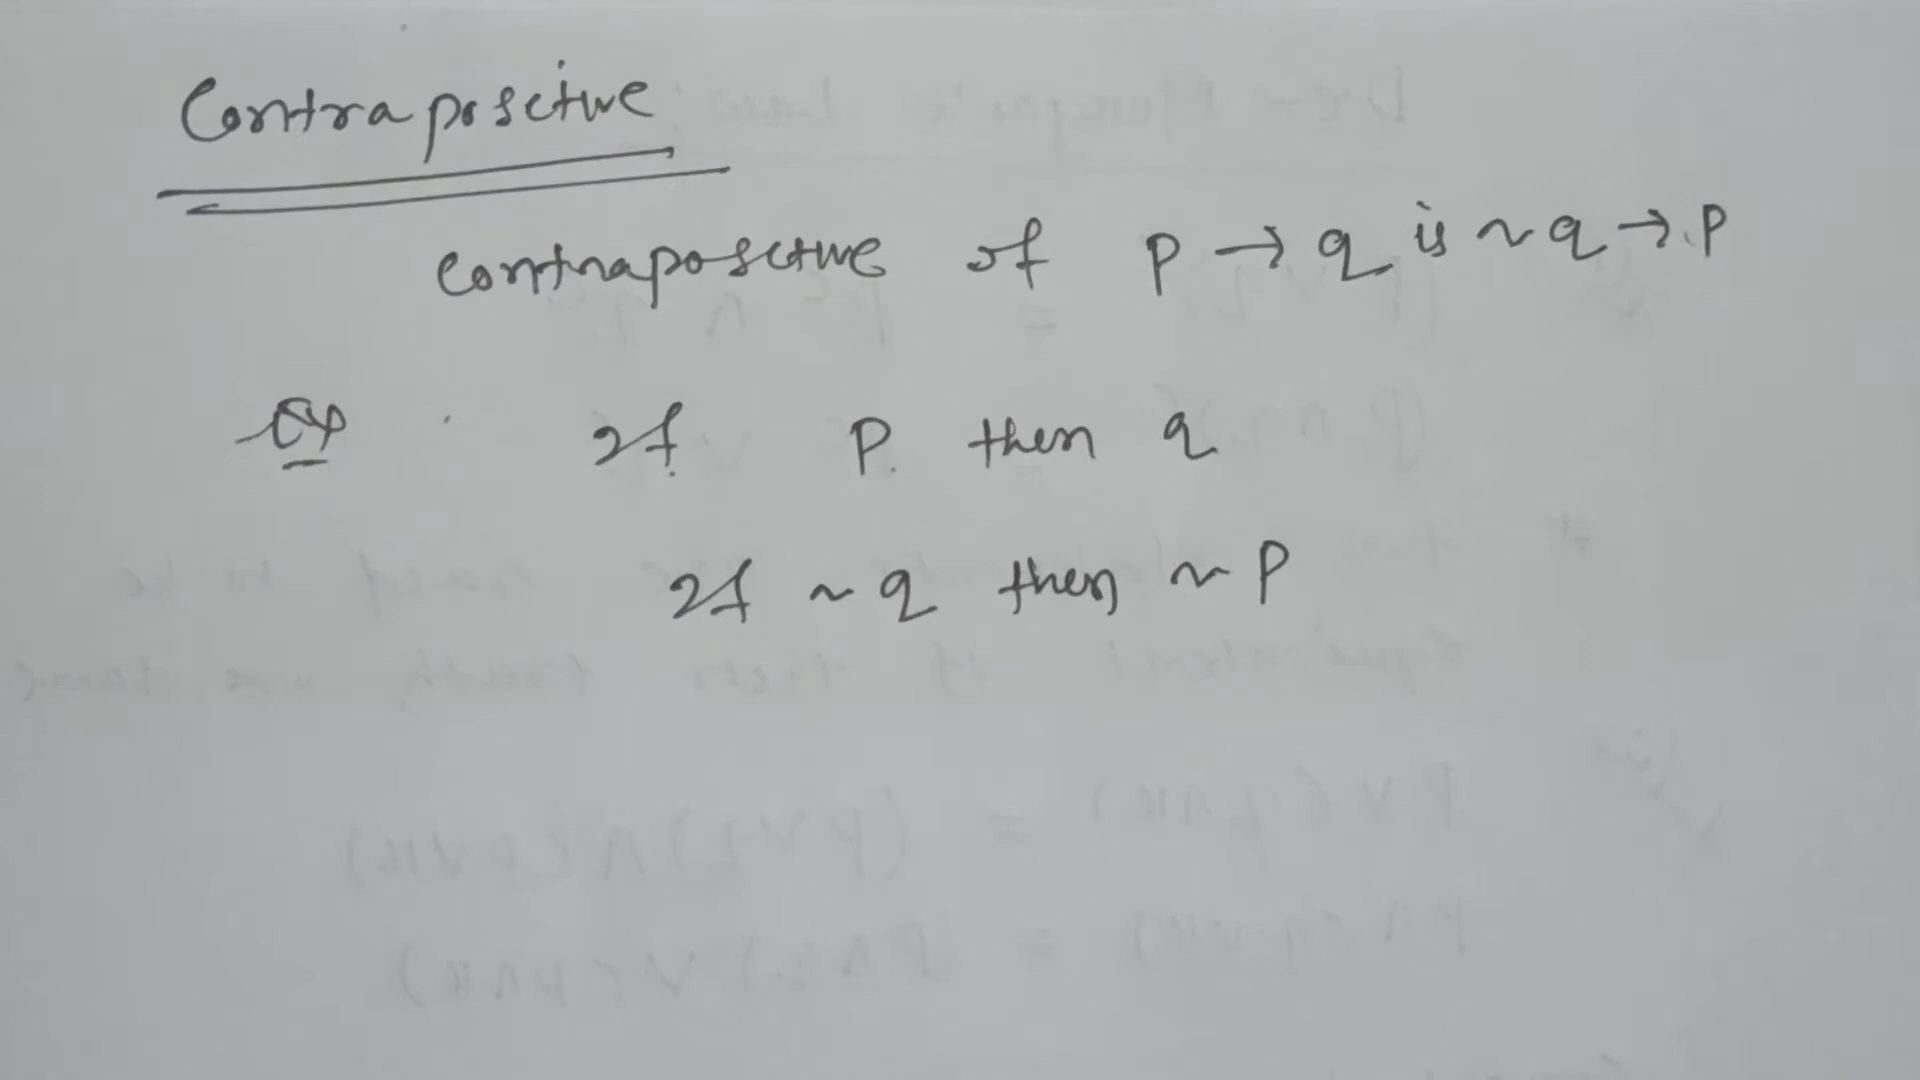 Contrapositive
contrapositive of p → q is ~q → p
Ex If p then q
If ~q then ~p